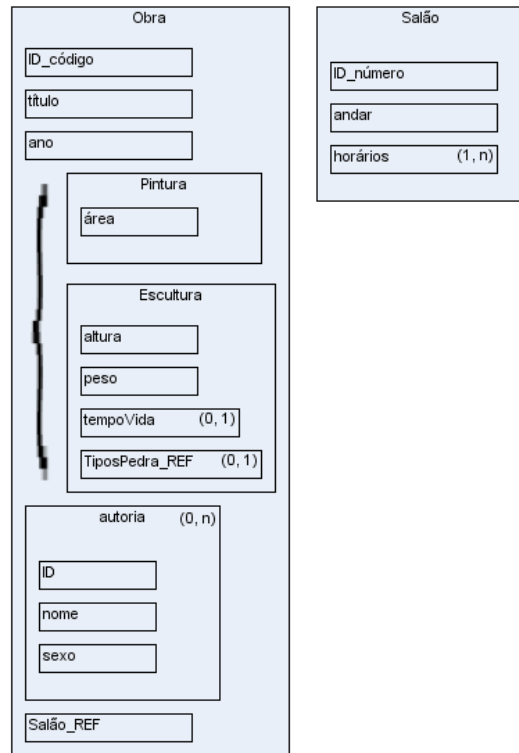 Obra
ID_código
título
ano
Pintura
área
Escultura
altura
peso
tempoVida (0, 1)
TiposPedra_REF (0, 1)
autoria (0, n)
ID
nome
sexo
Salão_REF
Salão
ID_número
andar
horários (1, n)